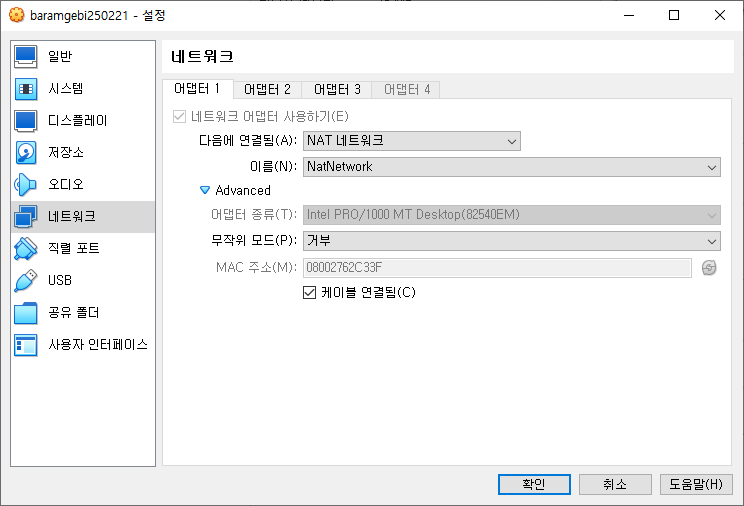 baramgebi250221 - 설정
일반
시스템
디스플레이
저장소
오디오
네트워크
직렬 포트
USB
공유 폴더
사용자 인터페이스
네트워크
어댑터 1 어댑터 2 어댑터 3 어댑터 4
네트워크 어댑터 사용하기(E)
다음에 연결됨(A): NAT 네트워크
이름(N): NatNetwork
Advanced
어댑터 종류(T): Intel PRO/1000 MT Desktop(82540EM)
무작위 모드(P): 거부
MAC 주소(M): 08002762C33F
케이블 연결됨(C)
확인 취소 도움말(H)